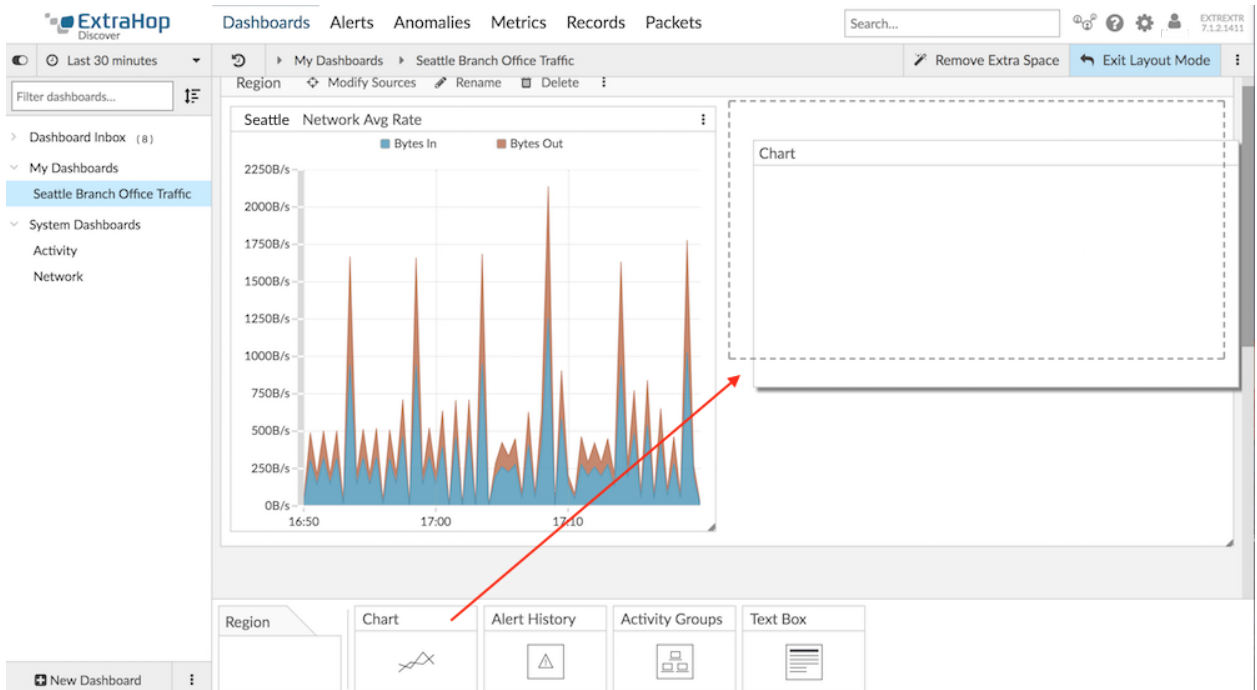 ExtraHop
Discover
Dashboards Alerts Anomalies Metrics Records Packets
Search...
EXTREXTR
7.1.2.1411
Last 30 minutes
My Dashboards Seattle Branch Office Traffic
Remove Extra Space
Exit Layout Mode
Filter dashboards...
Dashboard Inbox (8)
My Dashboards
Seattle Branch Office Traffic
System Dashboards
Activity
Network
New Dashboard
Region Modify Sources Rename Delete
Seattle Network Avg Rate
Bytes In Bytes Out
2250B/s
2000B/s
1750B/s
1500B/s
1250B/s
1000B/s
750B/s
500B/s
250B/s
0B/s
16:50 17:00 17:10
Chart
Region
Chart
Alert History
Activity Groups
Text Box